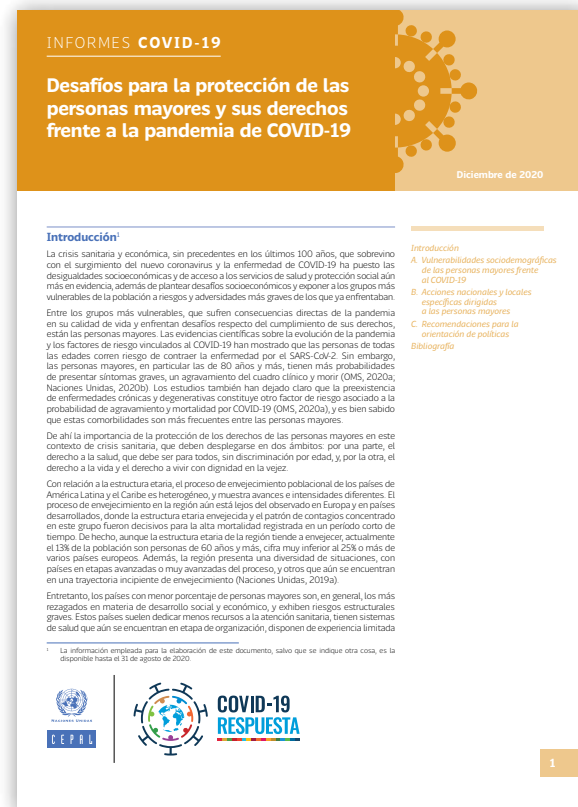 INFORMES COVID-19
Desafíos para la protección de las
personas mayores y sus derechos
frente a la pandemia de COVID-19
Diciembre de 2020
Introducción¹
La crisis sanitaria y económica, sin precedentes en los últimos 100 años, que sobrevino
con el surgimiento del nuevo coronavirus y la enfermedad de COVID-19 ha puesto las
desigualdades socioeconómicas y de acceso a los servicios de salud y protección social aún
más en evidencia, además de plantear desafíos socioeconómicos y exponer a los grupos más
vulnerables de la población a riesgos y adversidades más graves de los que ya enfrentaban.
Entre los grupos más vulnerables, que sufren consecuencias directas de la pandemia
en su calidad de vida y enfrentan desafíos respecto del cumplimiento de sus derechos,
están las personas mayores. Las evidencias científicas sobre la evolución de la pandemia
y los factores de riesgo vinculados al COVID-19 han mostrado que las personas de todas
las edades corren riesgo de contraer la enfermedad por el SARS-CoV-2. Sin embargo,
las personas mayores, en particular las de 80 años y más, tienen más probabilidades
de presentar síntomas graves, un agravamiento del cuadro clínico y morir (OMS, 2020a;
Naciones Unidas, 2020b). Los estudios también han dejado claro que la preexistencia
de enfermedades crónicas y degenerativas constituye otro factor de riesgo asociado a la
probabilidad de agravamiento y mortalidad por COVID-19 (OMS, 2020a), y es bien sabido
que estas comorbilidades son más frecuentes entre las personas mayores.
De ahí la importancia de la protección de los derechos de las personas mayores en este
contexto de crisis sanitaria, que deben desplegarse en dos ámbitos: por una parte, el
derecho a la salud, que debe ser para todos, sin discriminación por edad, y, por la otra, el
derecho a la vida y el derecho a vivir con dignidad en la vejez.
Con relación a la estructura etaria, el proceso de envejecimiento poblacional de los países de
América Latina y el Caribe es heterogéneo, y muestra avances e intensidades diferentes. El
proceso de envejecimiento en la región aún está lejos del observado en Europa y en países
desarrollados, donde la estructura etaria envejecida y el patrón de contagios concentrado
en este grupo fueron decisivos para la alta mortalidad registrada en un período corto de
tiempo. De hecho, aunque la estructura etaria de la región tiende a envejecer, actualmente
el 13% de la población son personas de 60 años y más, cifra muy inferior al 25% o más de
varios países europeos. Además, la región presenta una diversidad de situaciones, con
países en etapas avanzadas o muy avanzadas del proceso, y otros que aún se encuentran
en una trayectoria incipiente de envejecimiento (Naciones Unidas, 2019a).
Entretanto, los países con menor porcentaje de personas mayores son, en general, los más
rezagados en materia de desarrollo social y económico, y exhiben riesgos estructurales
graves. Estos países suelen dedicar menos recursos a la atención sanitaria, tienen sistemas
de salud que aún se encuentran en etapa de organización, disponen de experiencia limitada
¹ La información empleada para la elaboración de este documento, salvo que se indique otra cosa, es la
disponible hasta el 31 de agosto de 2020.
Introducción
A. Vulnerabilidades sociodemográficas
de las personas mayores frente
al COVID-19
B. Acciones nacionales y locales
específicas dirigidas
a las personas mayores
C. Recomendaciones para la
orientación de políticas
Bibliografía
NACIONES UNIDAS
CEPAL
COVID-19
RESPUESTA
1